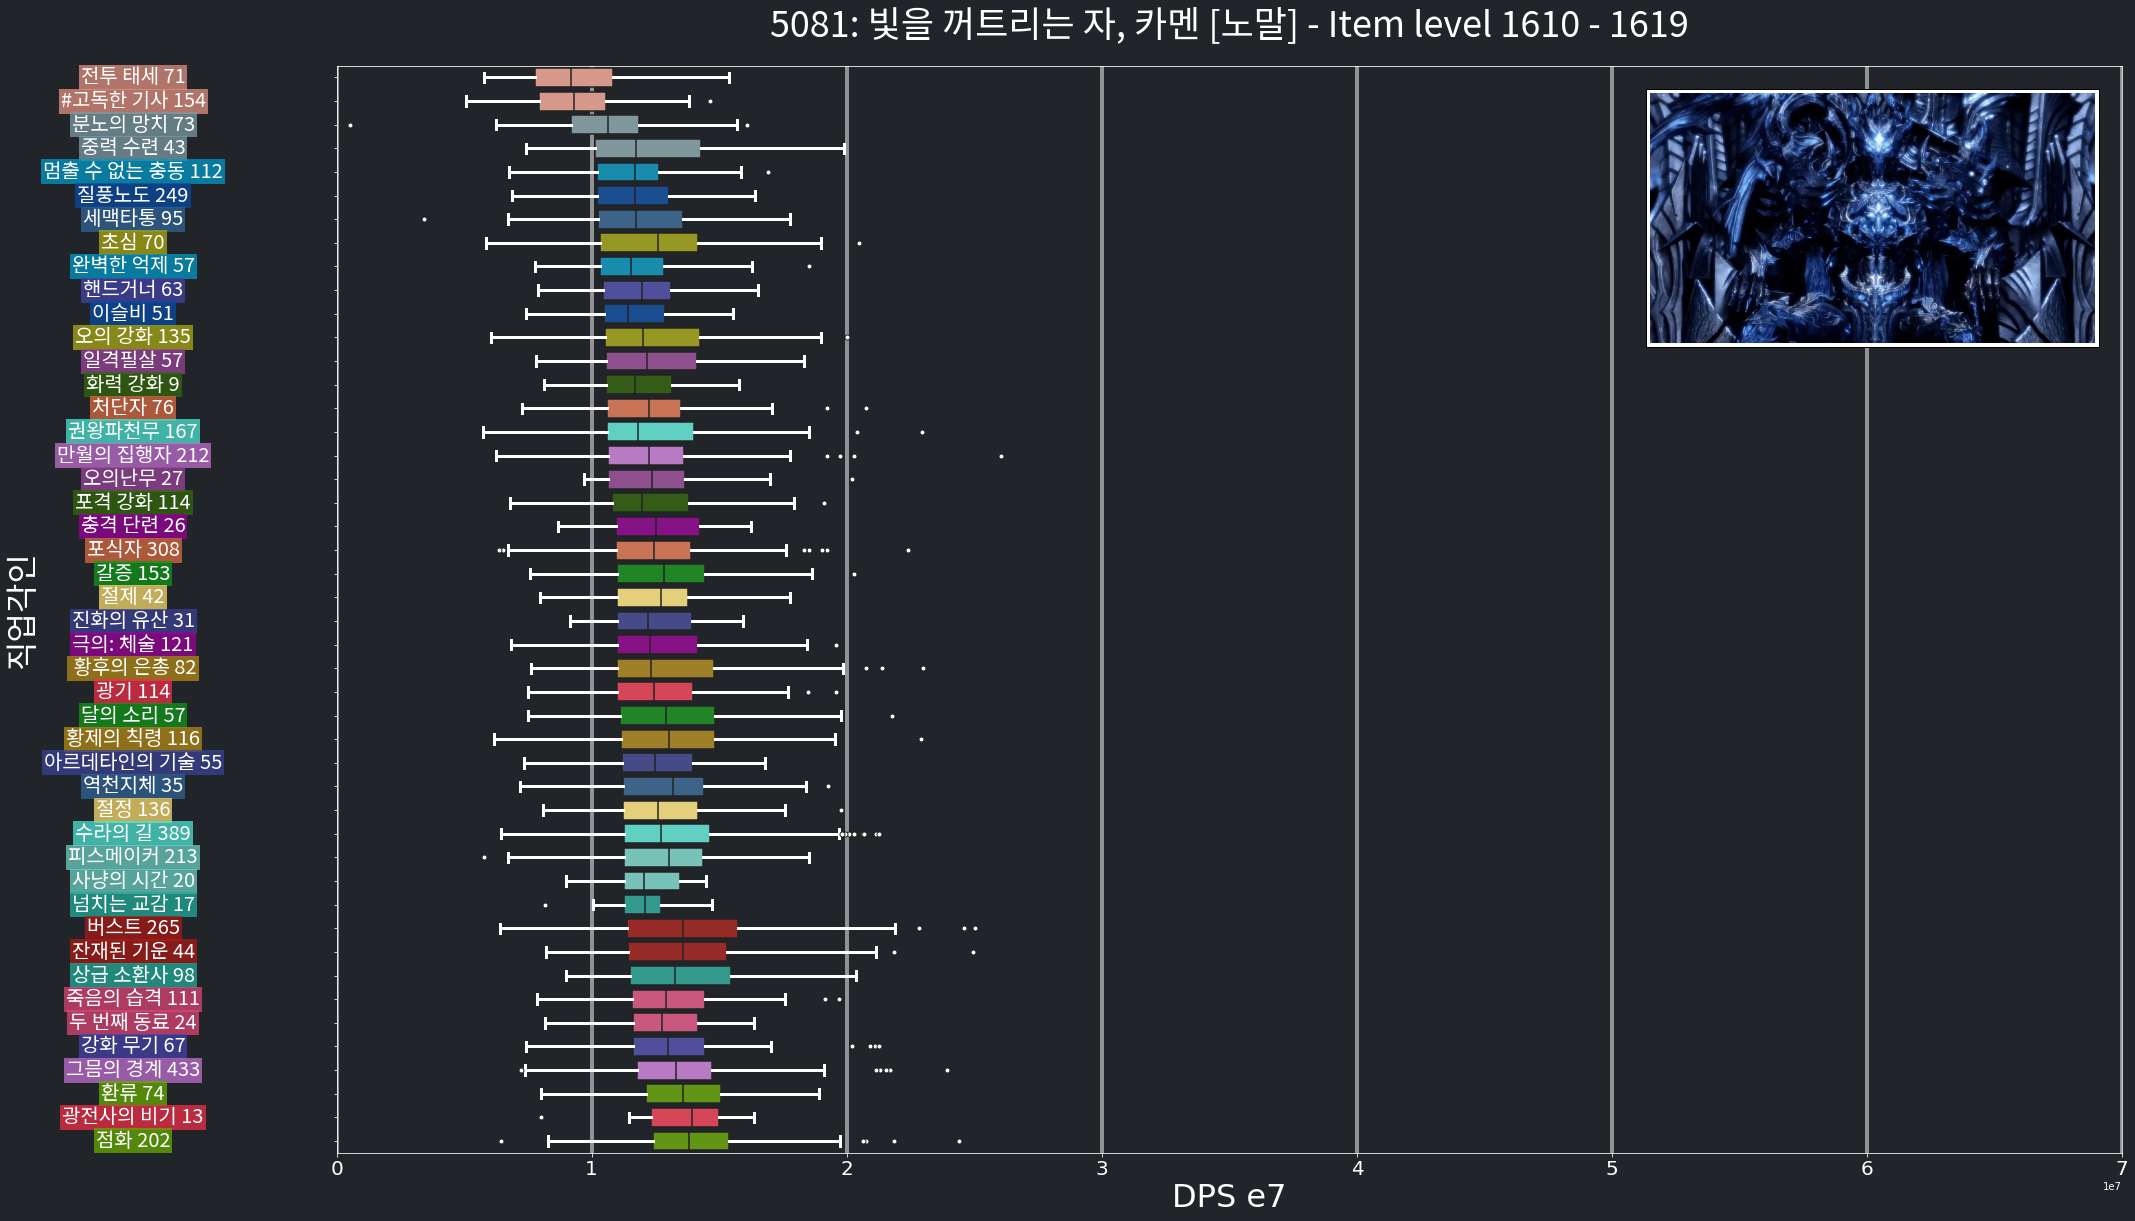 5081: 빛을 꺼트리는 자, 카멘 [노말] - Item level 1610 - 1619
전투 태세 71
#고독한 기사 154
분노의 망치 73
중력 수련 43
멈출 수 없는 충동 112
질풍노도 249
세맥타통 95
초심 70
완벽한 억제 57
핸드거너 63
이슬비 51
오의 강화 135
일격필살 57
화력 강화 9
처단자 76
권왕파천무 167
만월의 집행자 212
오의난무 27
포격 강화 114
충격 단련 26
포식자 308
갈증 153
절제 42
진화의 유산 31
극의: 체술 121
황후의 은총 82
광기 114
달의 소리 57
황제의 칙령 116
아르데타인의 기술 55
역천지체 35
절정 136
수라의 길 389
피스메이커 213
사냥의 시간 20
넘치는 교감 17
버스트 265
잔재된 기운 44
상급 소환사 98
죽음의 습격 111
두 번째 동료 24
강화 무기 67
그믐의 경계 433
환류 74
광전사의 비기 13
점화 202
직업각인
0 1 2 3 4 5 6 7
1e7
DPS e7